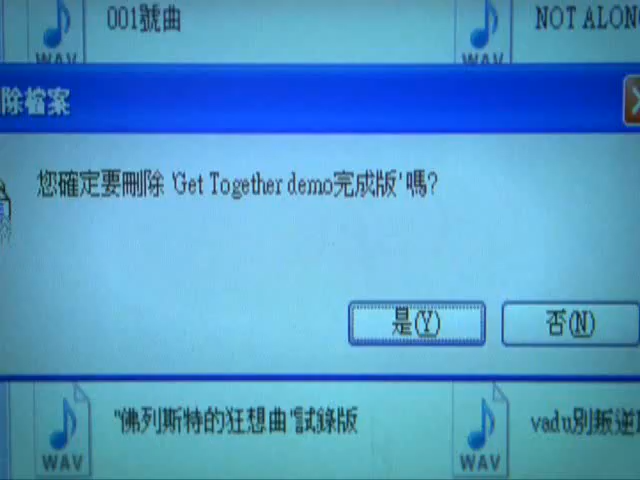 001號曲
NOT ALON
WAV
WAV
除檔案
您確定要刪除 'Get Together demo完成版' 嗎?
是(Y)
否(N)
"佛列斯特的狂想曲"試錄版
vadu別叛逆
WAV
WAV